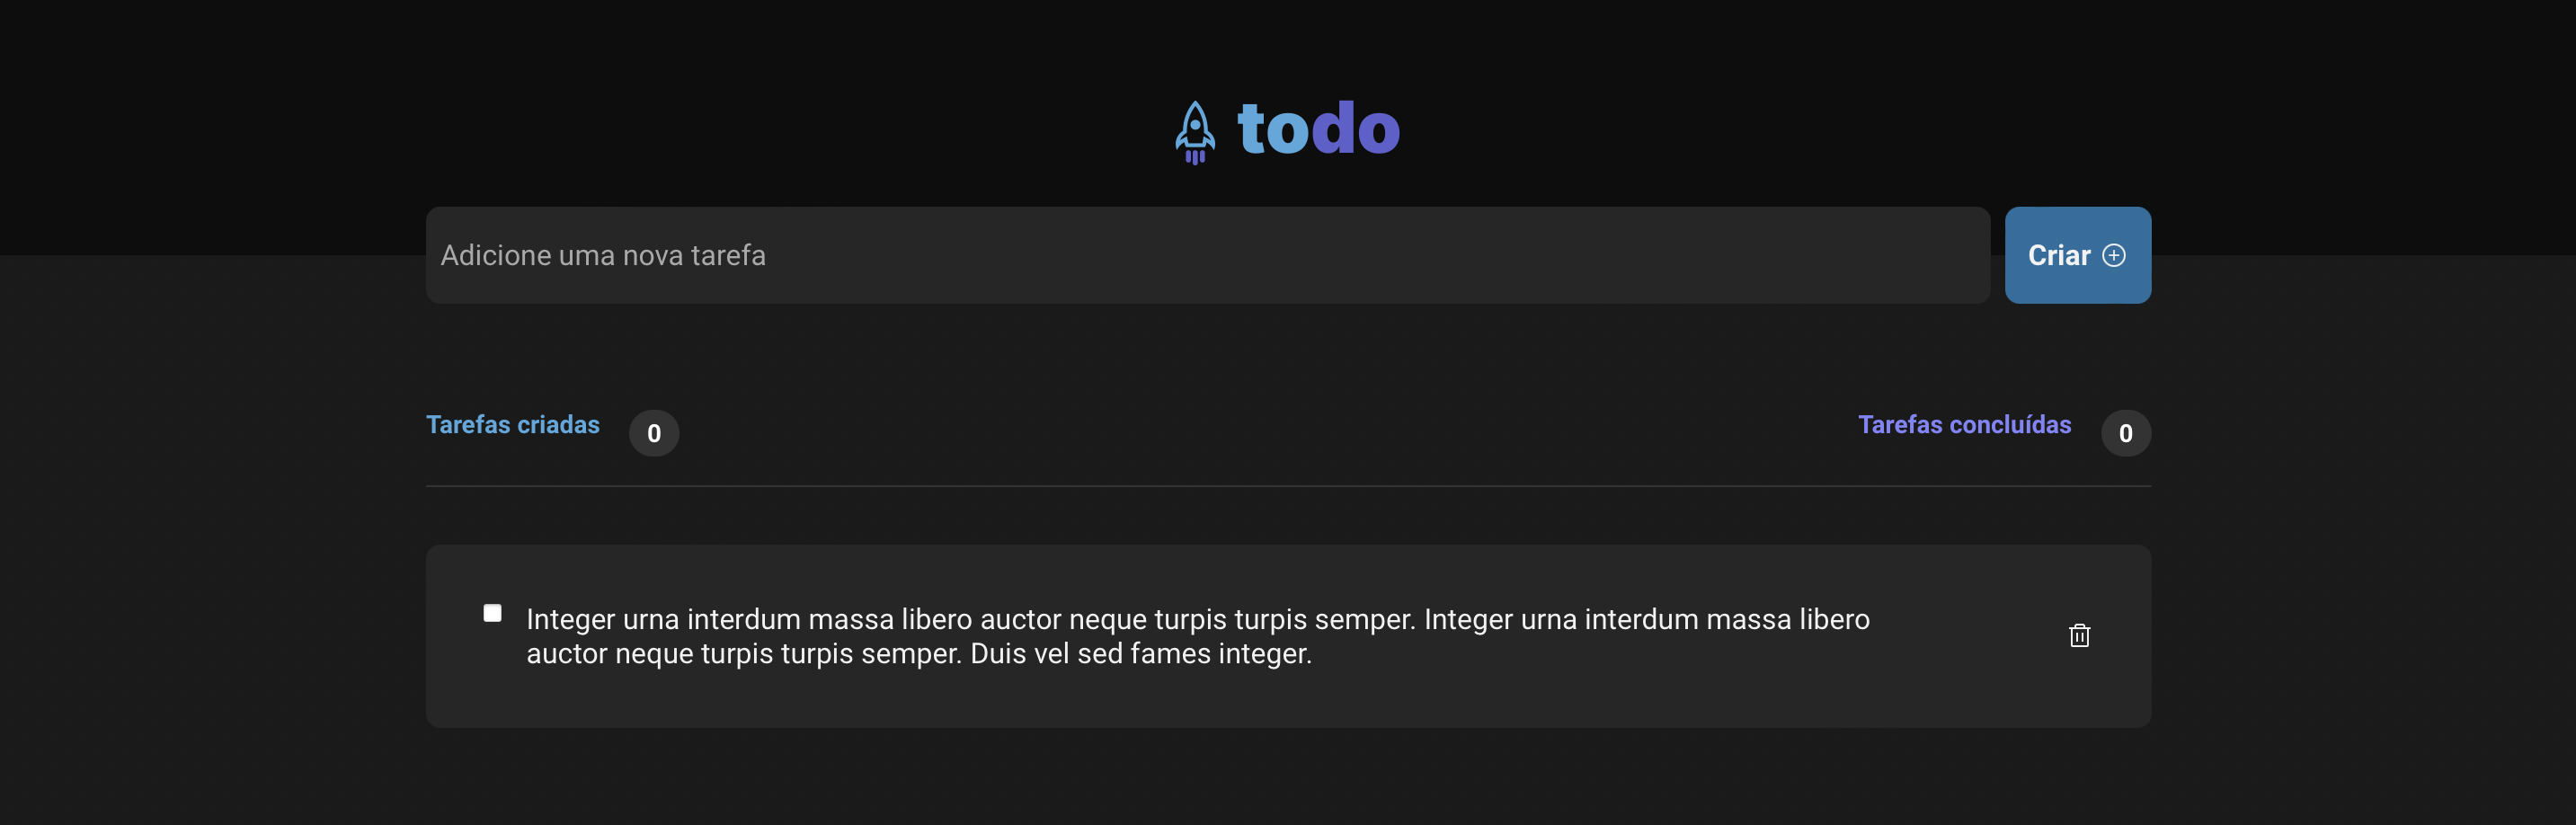 todo
Adicione uma nova tarefa
Criar
Tarefas criadas 0
Tarefas concluídas 0
Integer urna interdum massa libero auctor neque turpis turpis semper. Integer urna interdum massa libero
auctor neque turpis turpis semper. Duis vel sed fames integer.